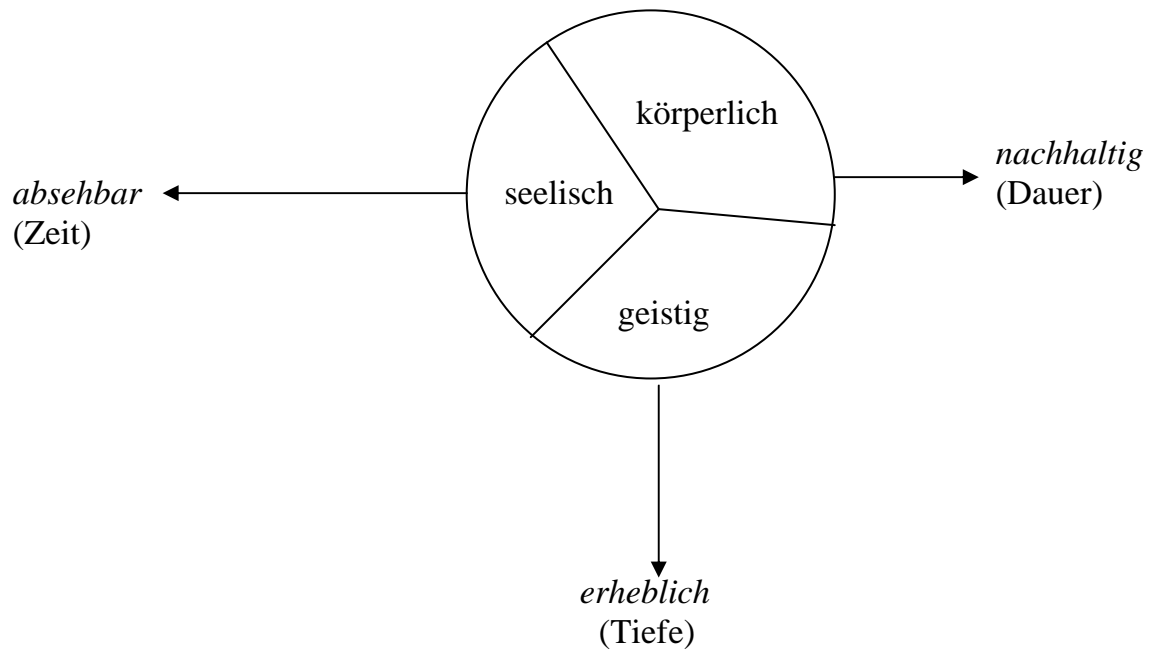 körperlich
nachhaltig
(Dauer)
absehbar
(Zeit)
seelisch
geistig
erheblich
(Tiefe)